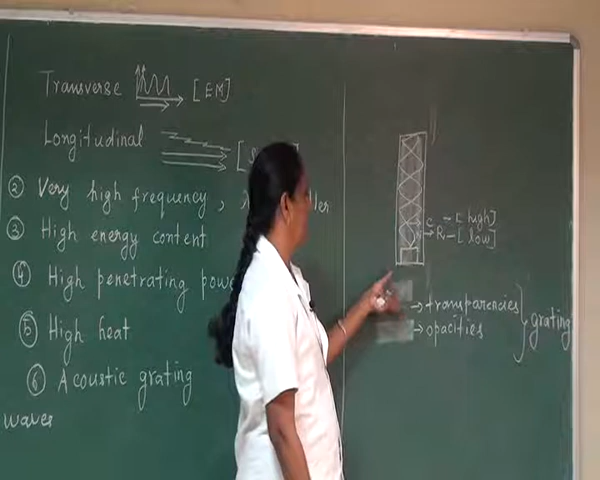 Transverse [EM]
Longitudinal
② Very high frequency,
③ High energy content
④ High penetrating
⑤ High heat
⑥ Acoustic grating
waves
C - [high]
→ R - [low]
→ transparencies
→ opacities
grating